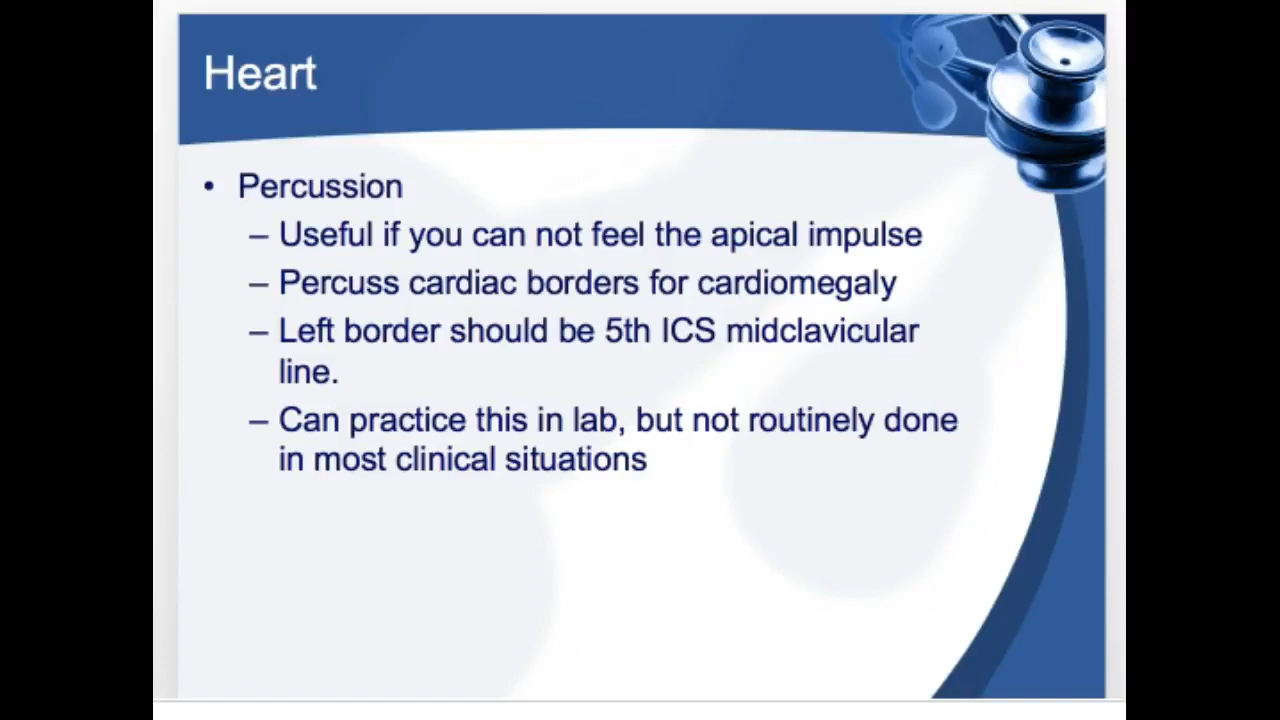 Heart
• Percussion
– Useful if you can not feel the apical impulse
– Percuss cardiac borders for cardiomegaly
– Left border should be 5th ICS midclavicular
line.
– Can practice this in lab, but not routinely done
in most clinical situations